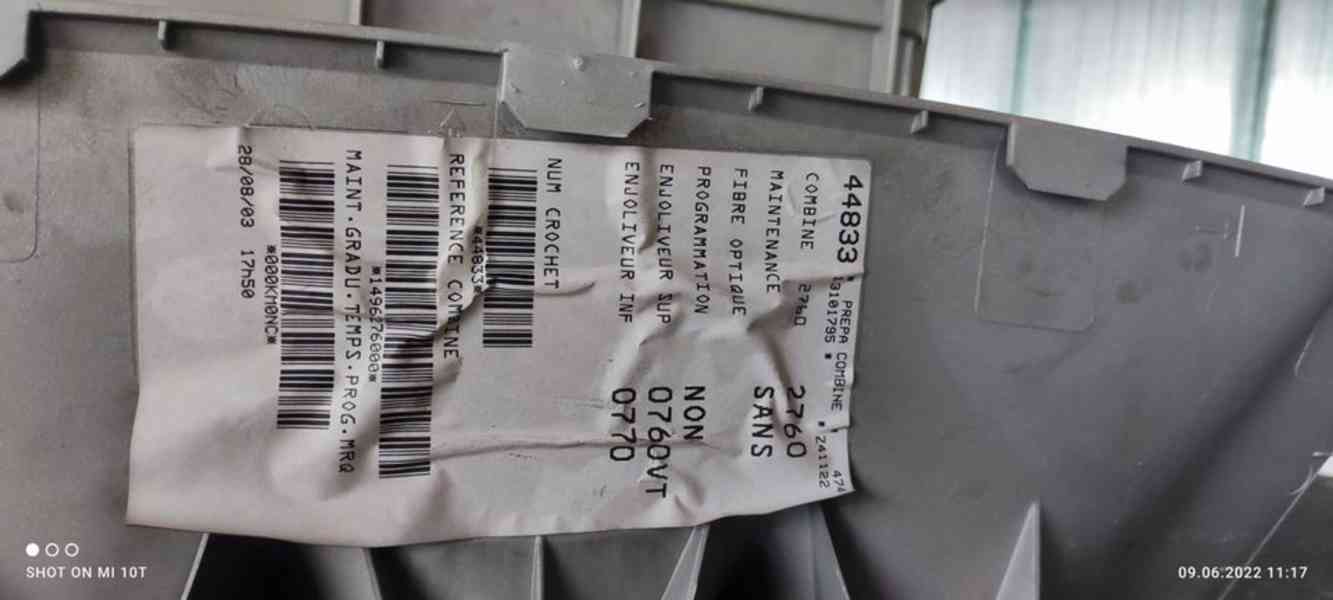 44833
PREPA COMBINE
474
241122
COMBINE 2760 2760
MAINTENANCE SANS
FIBRE OPTIQUE
PROGRAMMATION NON
ENJOLIVEUR SUP 0760VT
ENJOLIVEUR INF 0770
NUM CROCHET
*44833*
REFERENCE COMBINE
*1496276080*
MAINT.GRADU.TEMPS.PROG.MRQ
*000KM0NC*
28/08/03 17h50
SHOT ON MI 10T
09.06.2022 11:17